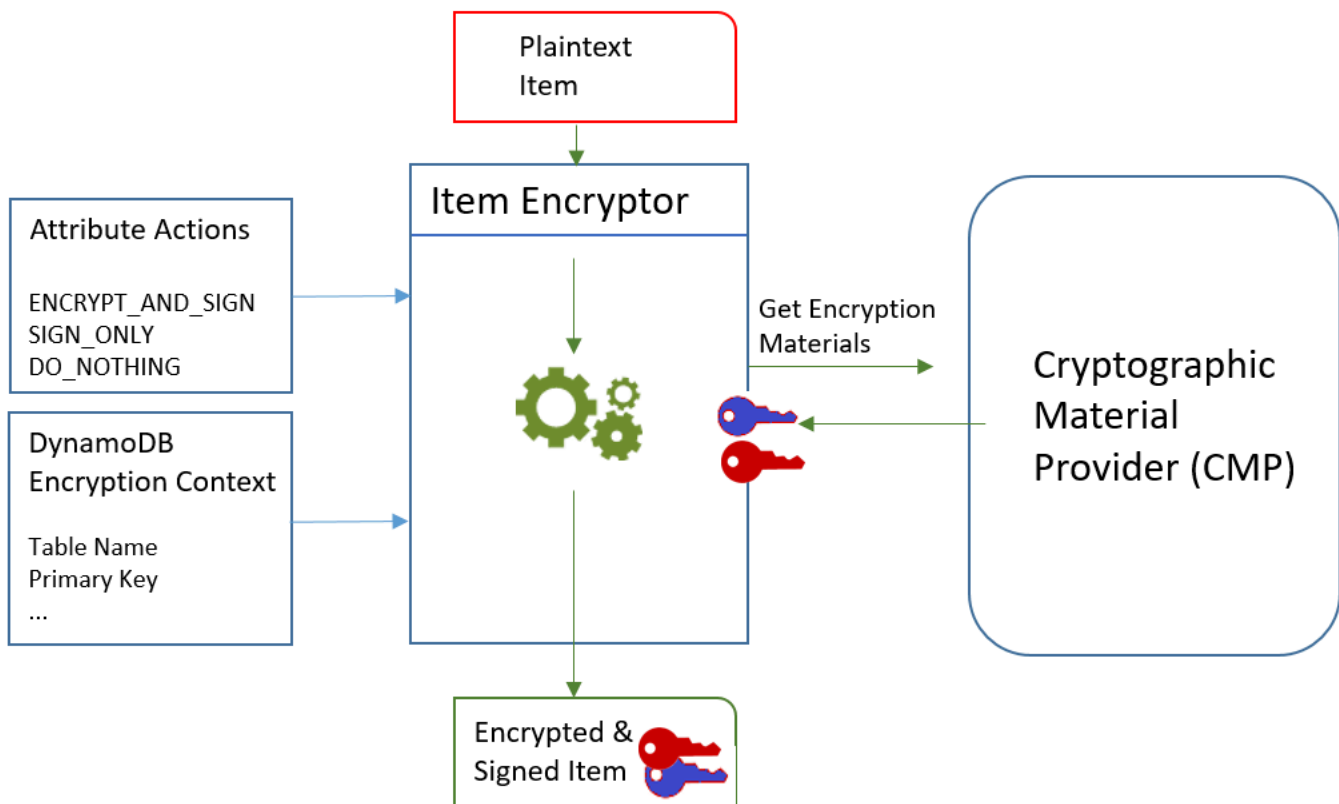 Plaintext
Item
Item Encryptor
Attribute Actions
ENCRYPT_AND_SIGN
SIGN_ONLY
DO_NOTHING
DynamoDB
Encryption Context
Table Name
Primary Key
...
Get Encryption
Materials
Cryptographic
Material
Provider (CMP)
Encrypted &
Signed Item